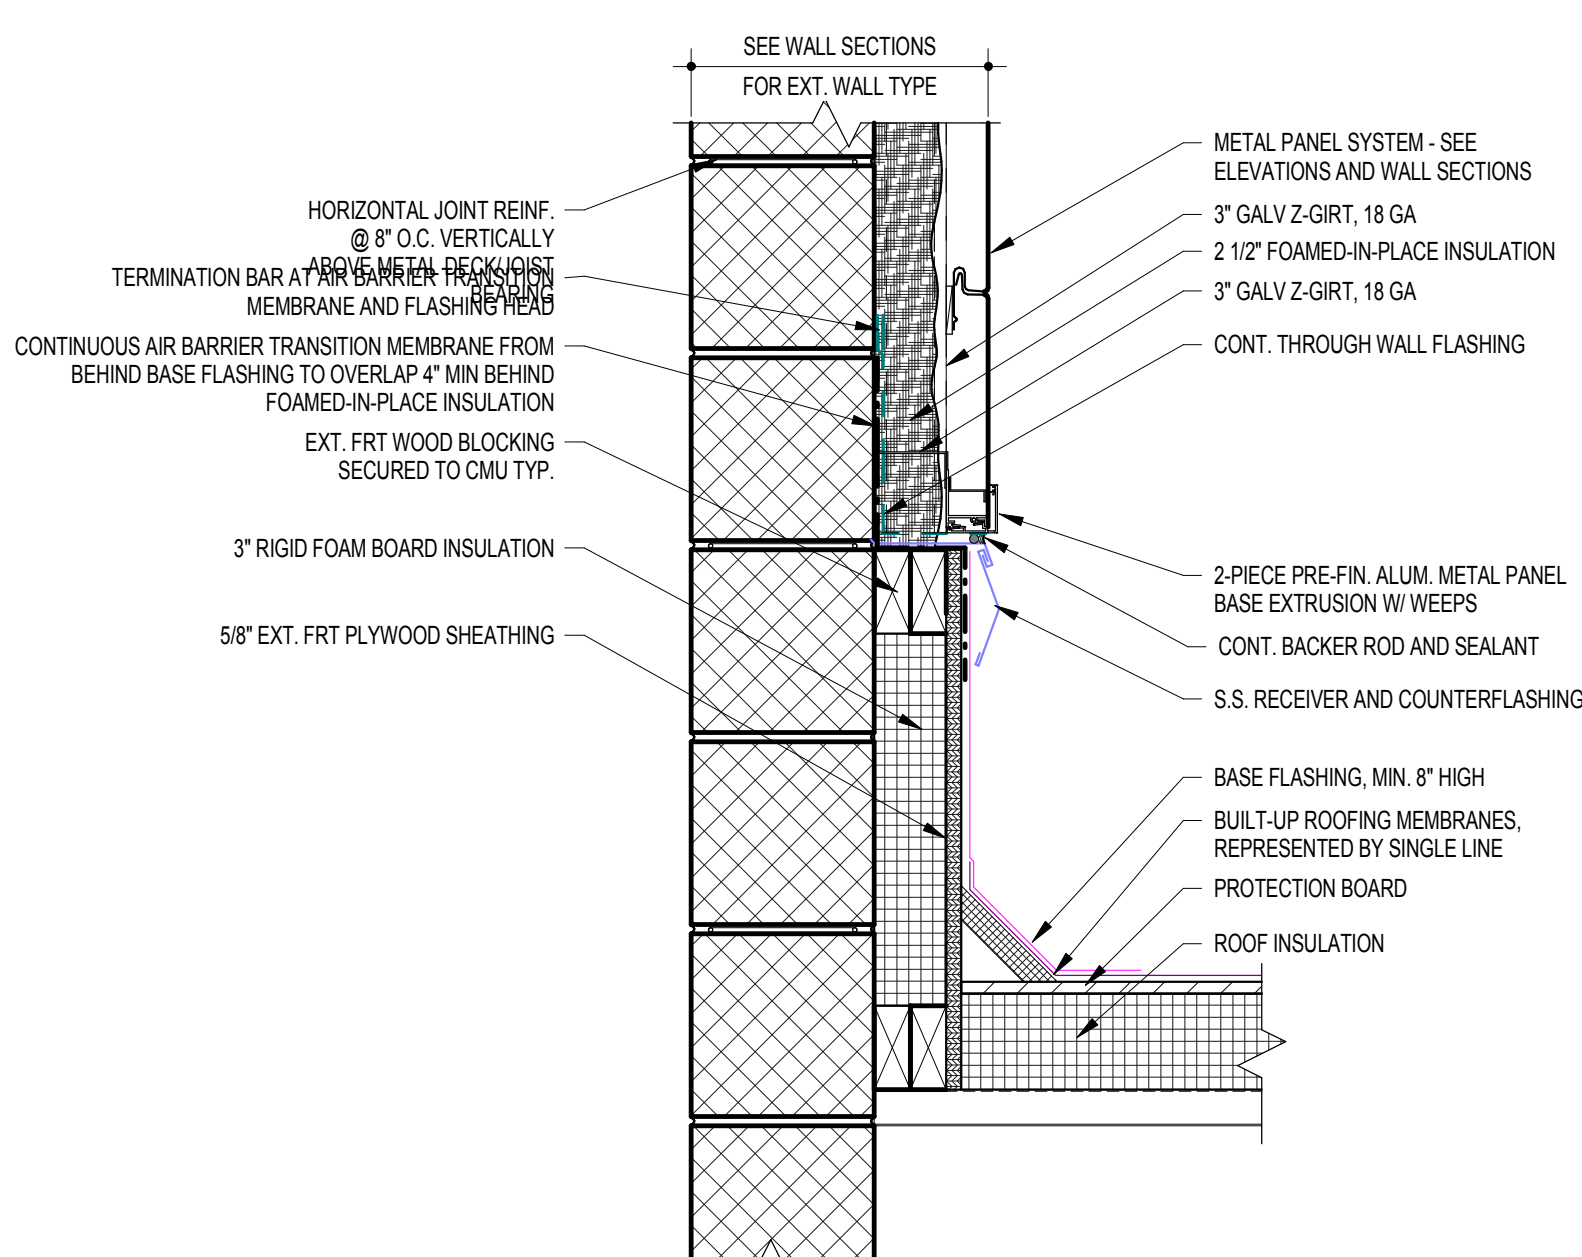 SEE WALL SECTIONS
FOR EXT. WALL TYPE
HORIZONTAL JOINT REINF.
@ 8" O.C. VERTICALLY
ABOVE METAL DECK/JOIST
BEARING
TERMINATION BAR AT AIR BARRIER TRANSITION
MEMBRANE AND FLASHING HEAD
CONTINUOUS AIR BARRIER TRANSITION MEMBRANE FROM
BEHIND BASE FLASHING TO OVERLAP 4" MIN BEHIND
FOAMED-IN-PLACE INSULATION
EXT. FRT WOOD BLOCKING
SECURED TO CMU TYP.
3" RIGID FOAM BOARD INSULATION
5/8" EXT. FRT PLYWOOD SHEATHING
METAL PANEL SYSTEM - SEE
ELEVATIONS AND WALL SECTIONS
3" GALV Z-GIRT, 18 GA
2 1/2" FOAMED-IN-PLACE INSULATION
3" GALV Z-GIRT, 18 GA
CONT. THROUGH WALL FLASHING
2-PIECE PRE-FIN. ALUM. METAL PANEL
BASE EXTRUSION W/ WEEPS
CONT. BACKER ROD AND SEALANT
S.S. RECEIVER AND COUNTERFLASHING
BASE FLASHING, MIN. 8" HIGH
BUILT-UP ROOFING MEMBRANES,
REPRESENTED BY SINGLE LINE
PROTECTION BOARD
ROOF INSULATION